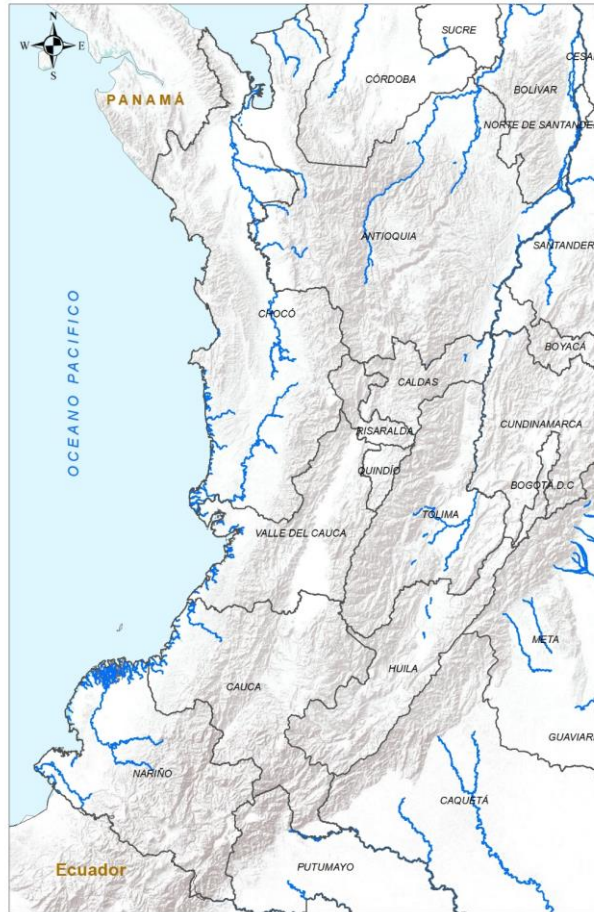 N
W E
S
PANAMÁ
SUCRE
CÓRDOBA
BOLÍVAR
NORTE DE SANTANDER
ANTIOQUIA
SANTANDER
OCEANO PACIFICO
CHOCÓ
BOYACÁ
CALDAS
CUNDINAMARCA
RISARALDA
QUINDÍO
BOGOTÁ D.C
TOLIMA
VALLE DEL CAUCA
META
HUILA
CAUCA
GUAVIARE
NARIÑO
CAQUETÁ
Ecuador
PUTUMAYO